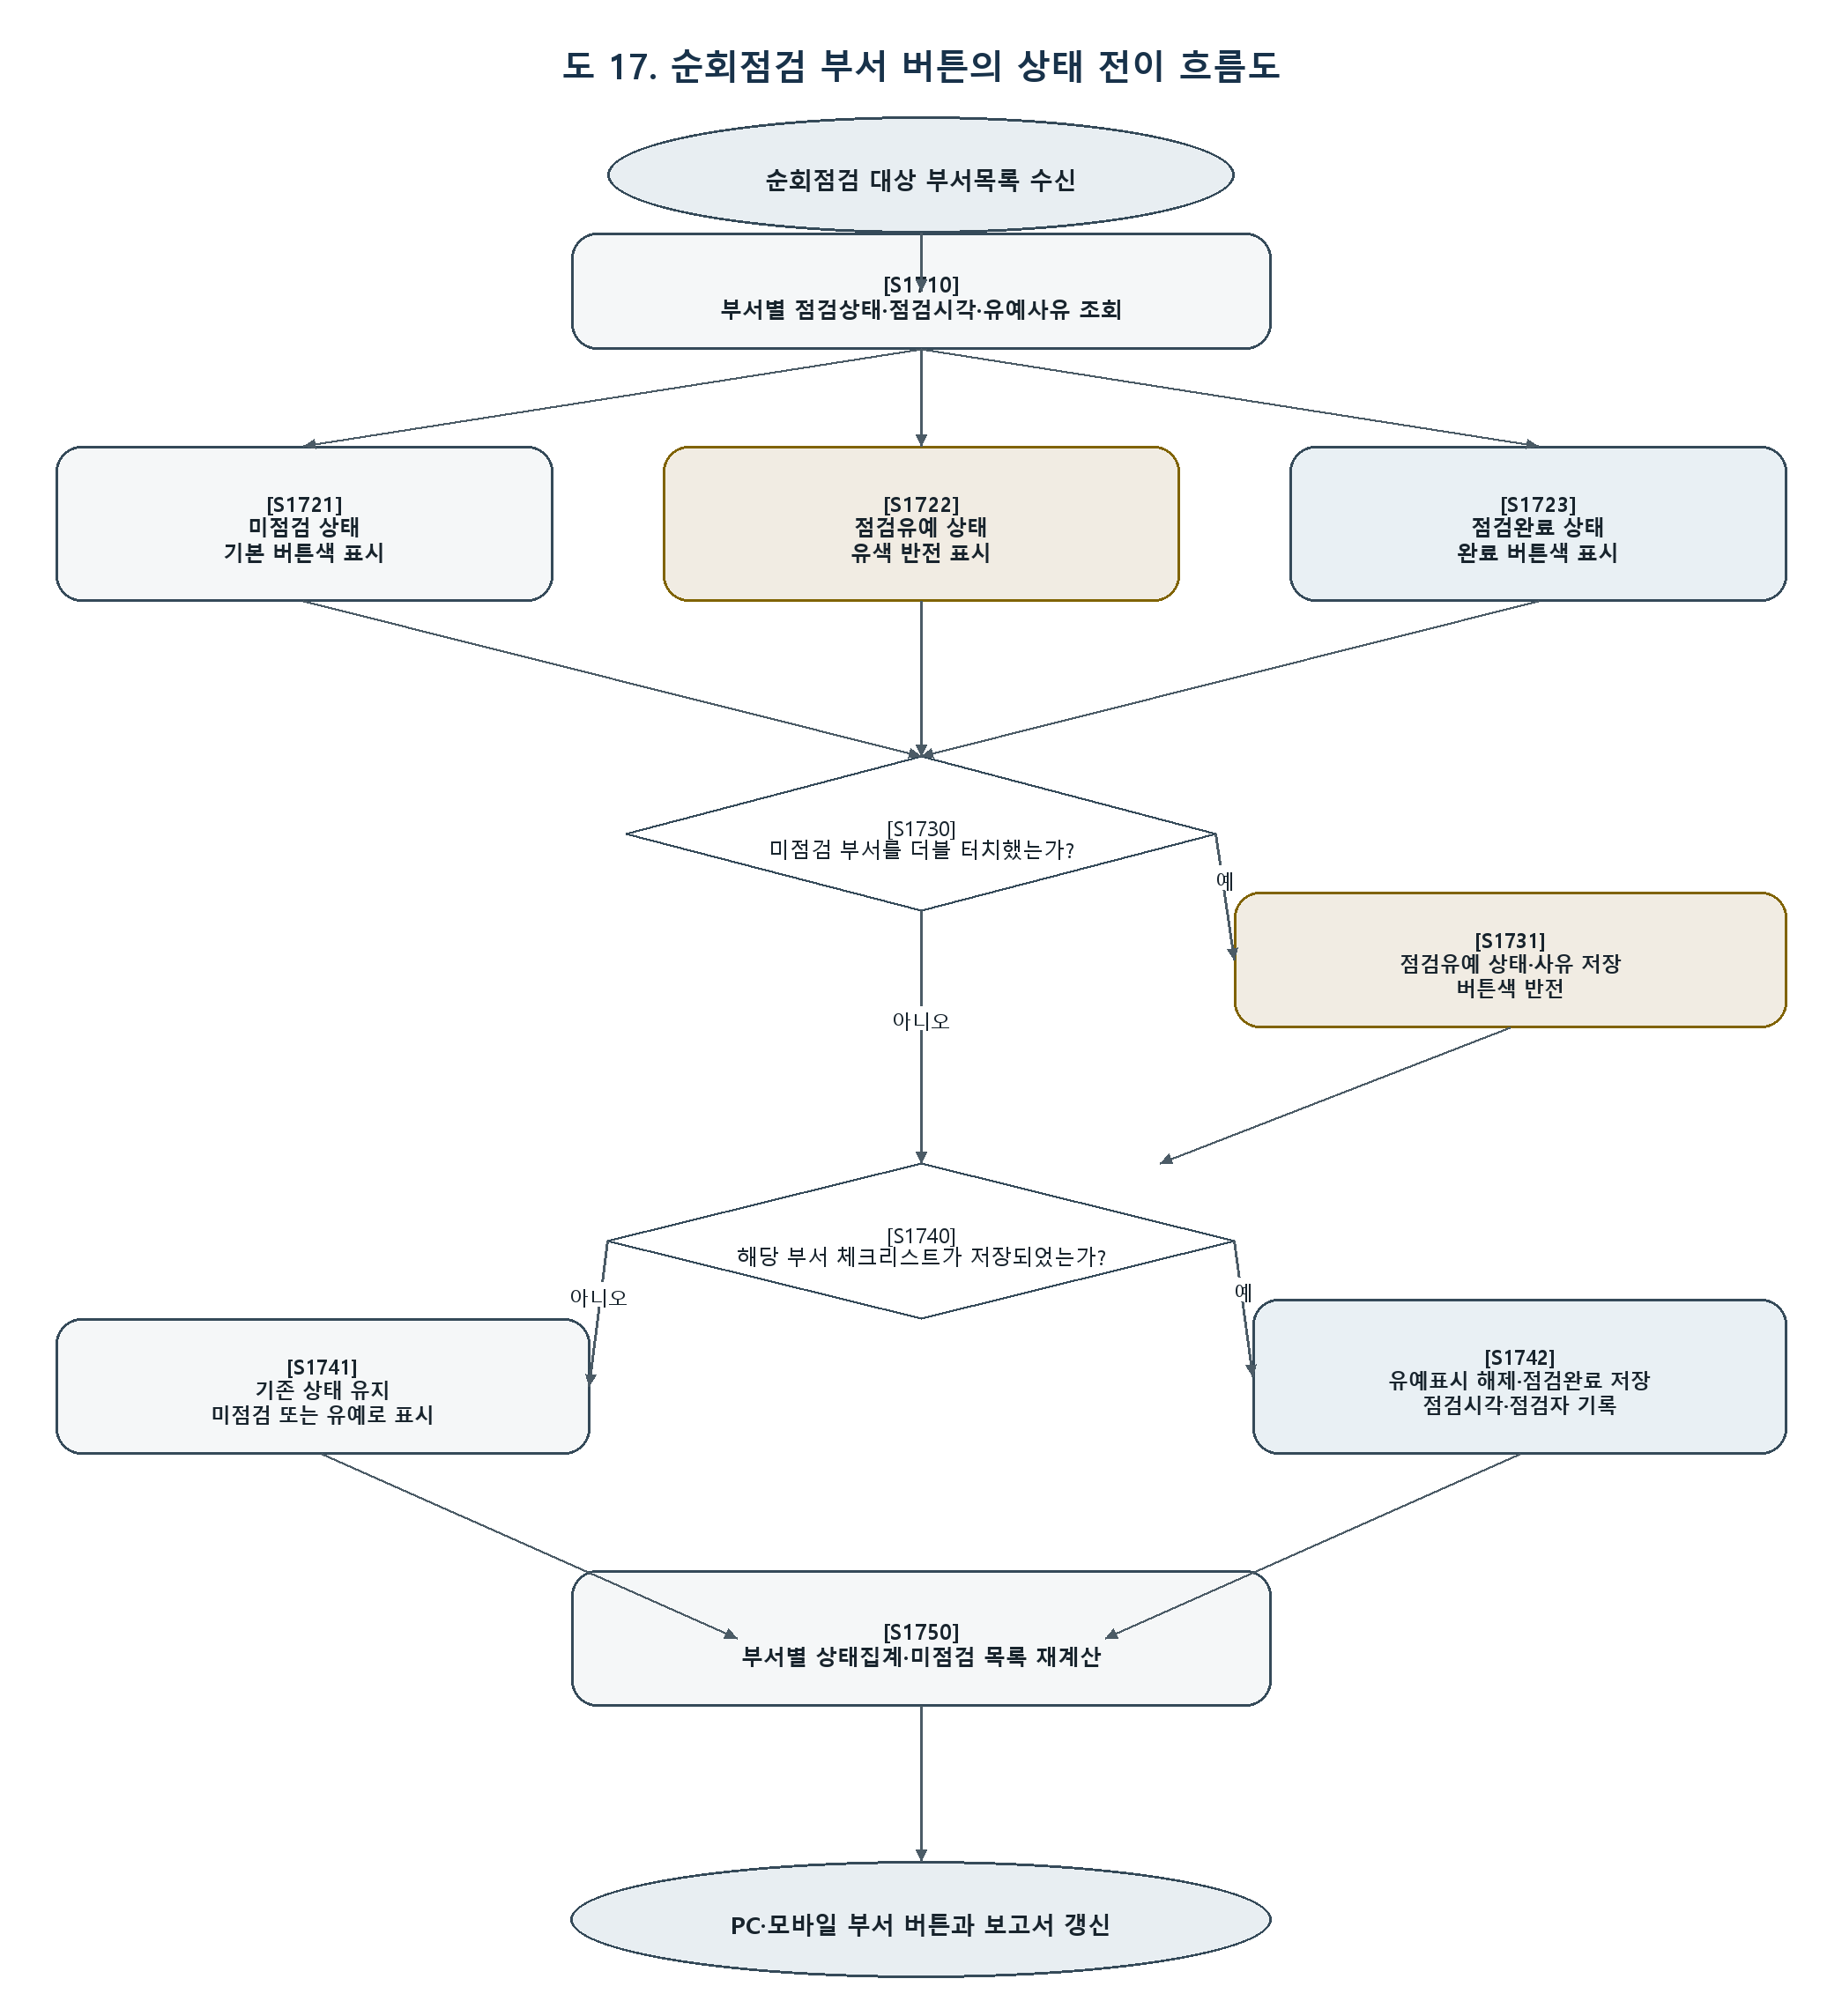 도 17. 순회점검 부서 버튼의 상태 전이 흐름도
순회점검 대상 부서목록 수신
[S1710]
부서별 점검상태·점검시각·유예사유 조회
[S1721]
미점검 상태
기본 버튼색 표시
[S1722]
점검유예 상태
유색 반전 표시
[S1723]
점검완료 상태
완료 버튼색 표시
[S1730]
미점검 부서를 더블 터치했는가?
예
[S1731]
점검유예 상태·사유 저장
버튼색 반전
아니오
[S1740]
해당 부서 체크리스트가 저장되었는가?
아니오
예
[S1741]
기존 상태 유지
미점검 또는 유예로 표시
[S1742]
유예표시 해제·점검완료 저장
점검시각·점검자 기록
[S1750]
부서별 상태집계·미점검 목록 재계산
PC·모바일 부서 버튼과 보고서 갱신